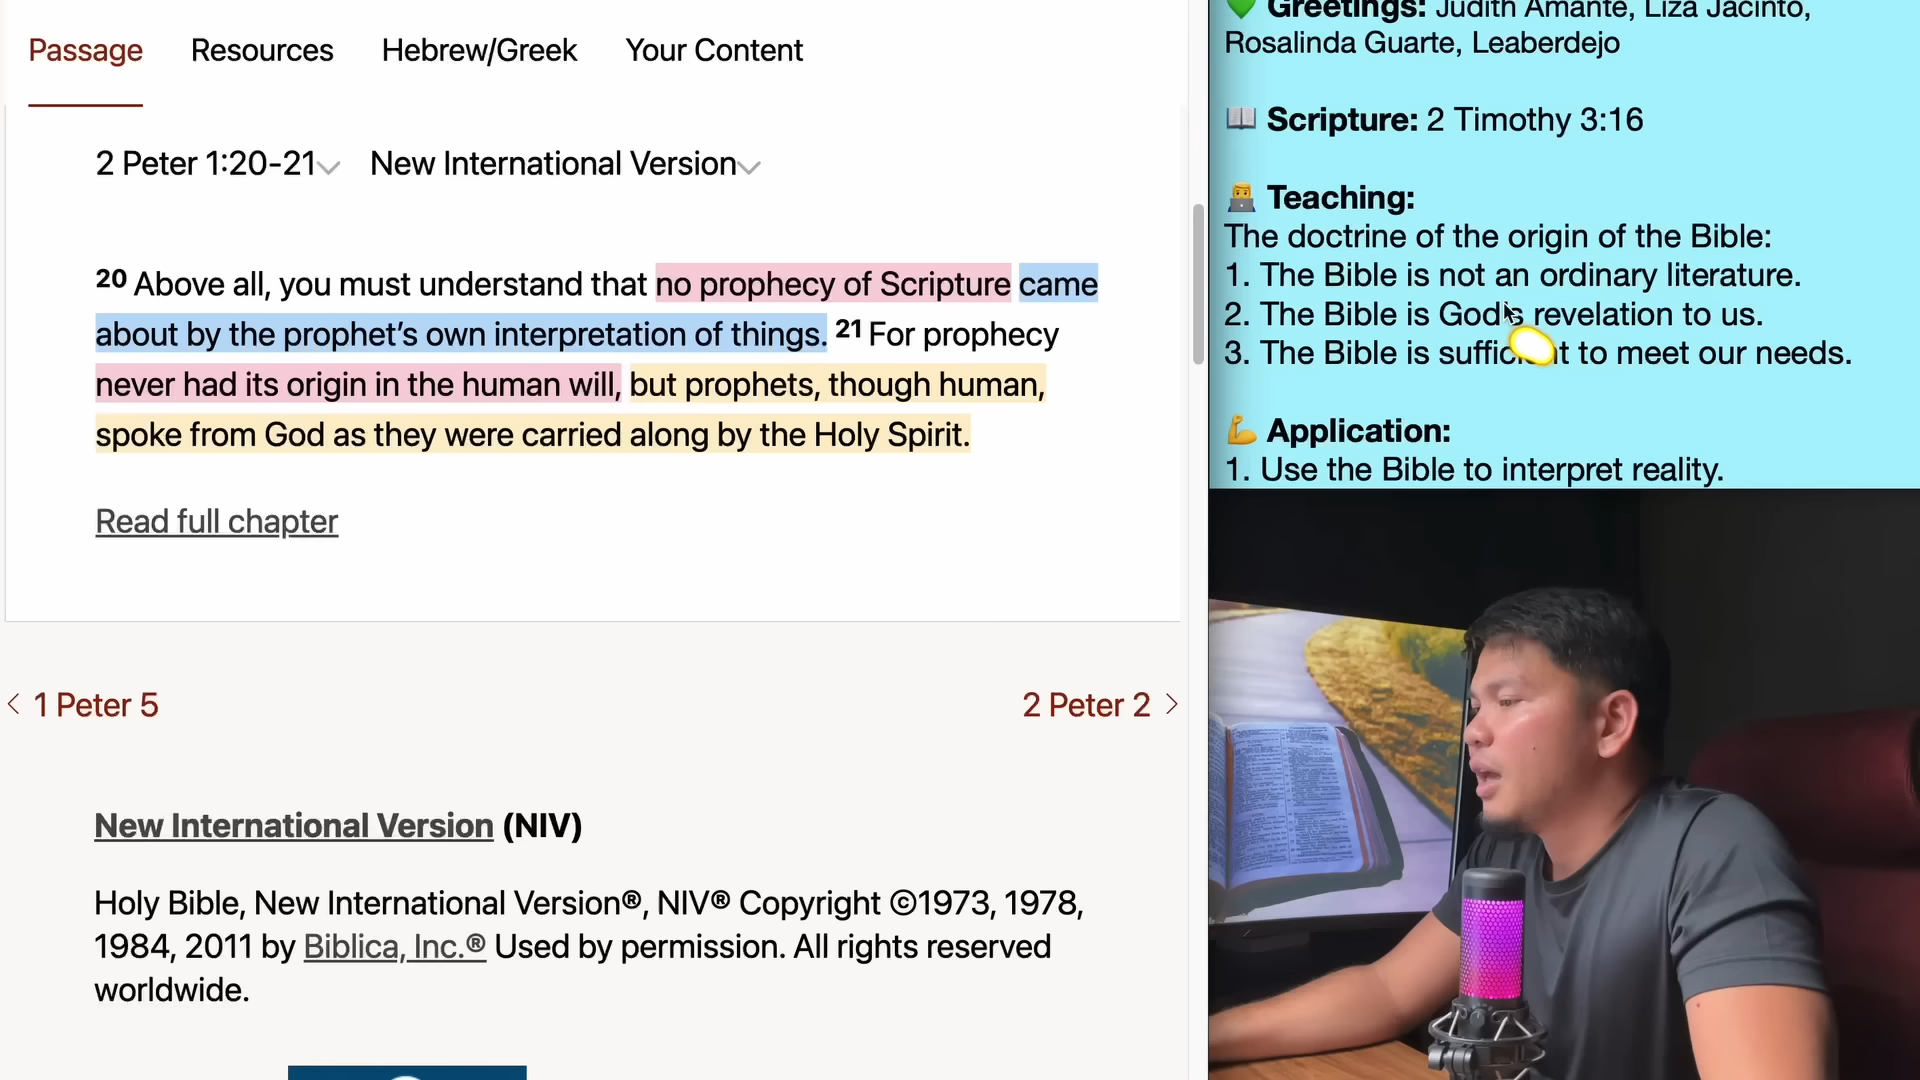 Passage Resources Hebrew/Greek Your Content
2 Peter 1:20-21 New International Version
20 Above all, you must understand that no prophecy of Scripture came
about by the prophet’s own interpretation of things. 21 For prophecy
never had its origin in the human will, but prophets, though human,
spoke from God as they were carried along by the Holy Spirit.
Read full chapter
< 1 Peter 5
2 Peter 2 >
New International Version (NIV)
Holy Bible, New International Version®, NIV® Copyright ©1973, 1978,
1984, 2011 by Biblica, Inc.® Used by permission. All rights reserved
worldwide.
💚 Greetings: Judith Amante, Liza Jacinto,
Rosalinda Guarte, Leaberdejo
📖 Scripture: 2 Timothy 3:16
👨‍💻 Teaching:
The doctrine of the origin of the Bible:
1. The Bible is not an ordinary literature.
2. The Bible is God's revelation to us.
3. The Bible is sufficient to meet our needs.
💪 Application:
1. Use the Bible to interpret reality.